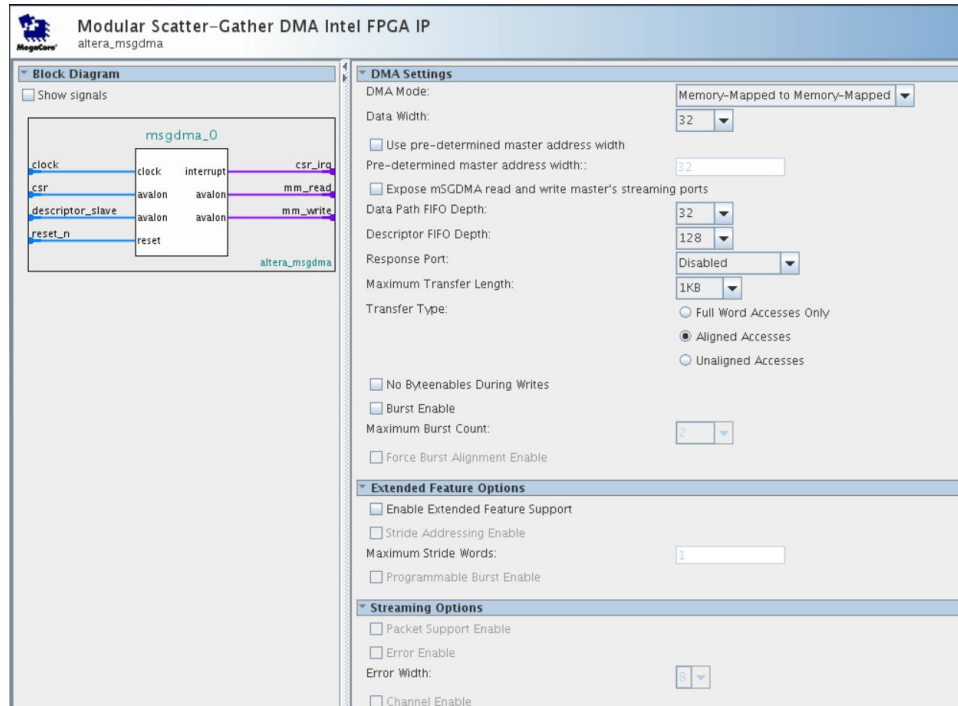 Modular Scatter-Gather DMA Intel FPGA IP
MegaCore'
altera_msgdma
Block Diagram
Show signals
msgdma_0
clock
clock
interrupt
csr_irq
csr
avalon
avalon
mm_read
descriptor_slave
avalon
avalon
mm_write
reset_n
reset
altera_msgdma
DMA Settings
DMA Mode:
Memory-Mapped to Memory-Mapped
Data Width:
32
Use pre-determined master address width
Pre-determined master address width::
32
Expose mSGDMA read and write master's streaming ports
Data Path FIFO Depth:
32
Descriptor FIFO Depth:
128
Response Port:
Disabled
Maximum Transfer Length:
1KB
Transfer Type:
Full Word Accesses Only
Aligned Accesses
Unaligned Accesses
No Byteenables During Writes
Burst Enable
Maximum Burst Count:
2
Force Burst Alignment Enable
Extended Feature Options
Enable Extended Feature Support
Stride Addressing Enable
Maximum Stride Words:
1
Programmable Burst Enable
Streaming Options
Packet Support Enable
Error Enable
Error Width:
8
Channel Enable